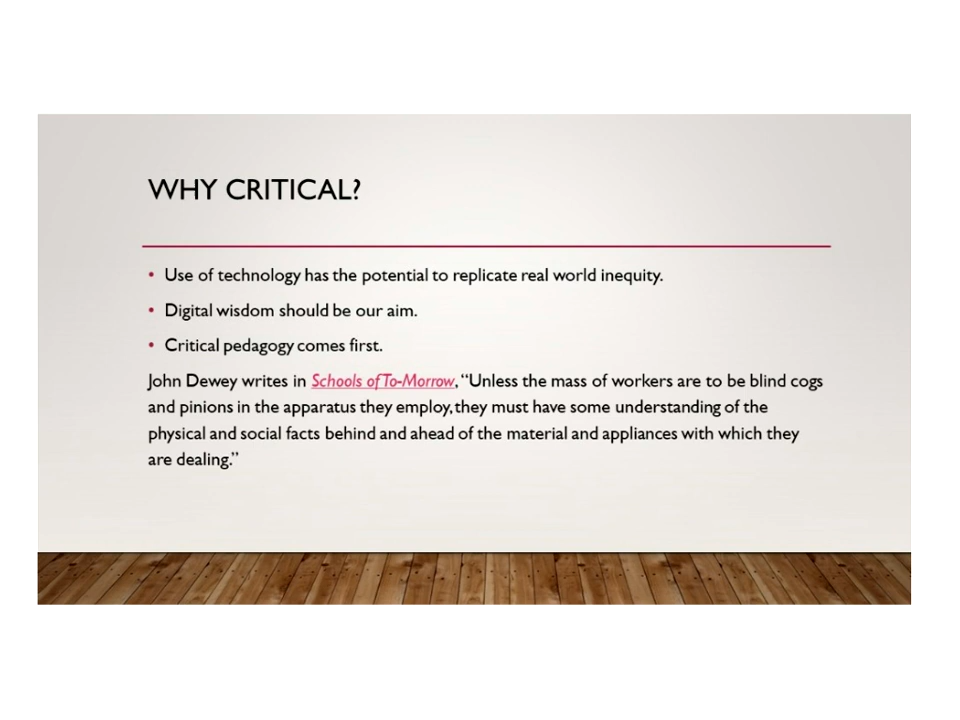 WHY CRITICAL?
• Use of technology has the potential to replicate real world inequity.
• Digital wisdom should be our aim.
• Critical pedagogy comes first.
John Dewey writes in Schools of To-Morrow, “Unless the mass of workers are to be blind cogs
and pinions in the apparatus they employ, they must have some understanding of the
physical and social facts behind and ahead of the material and appliances with which they
are dealing.”